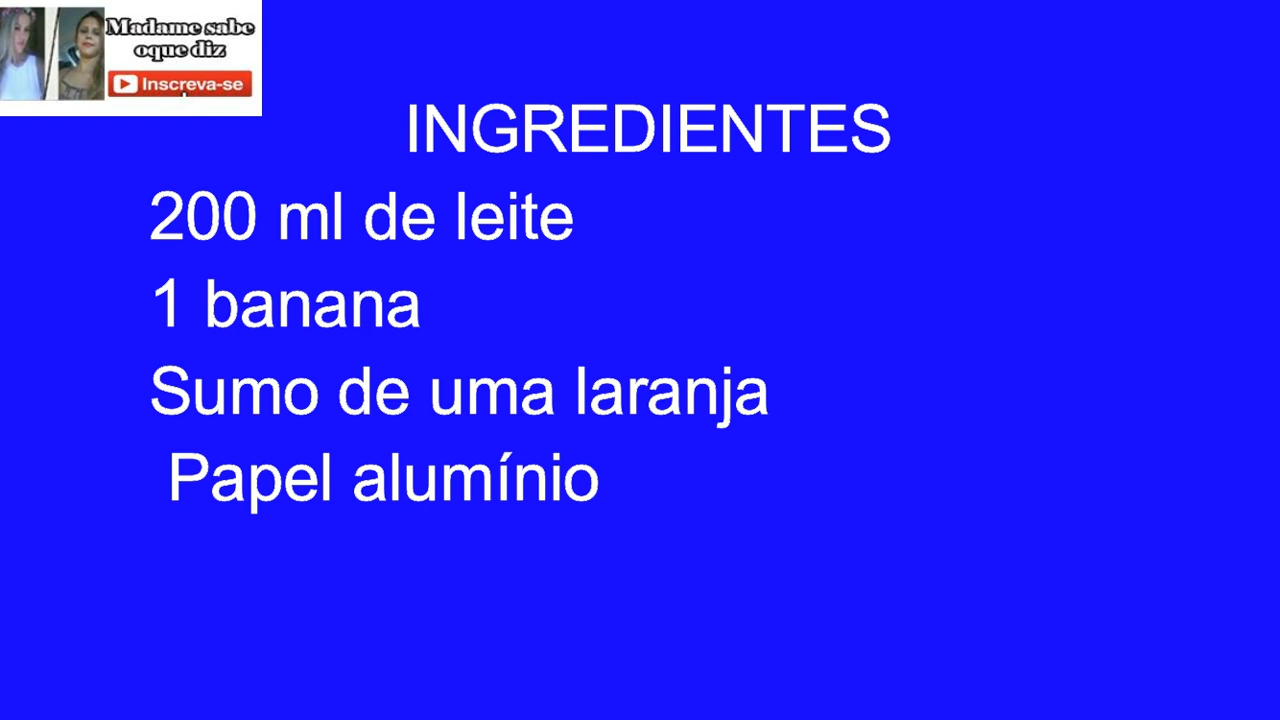 Madame sabe
oque diz
Inscreva-se
INGREDIENTES
200 ml de leite
1 banana
Sumo de uma laranja
Papel alumínio